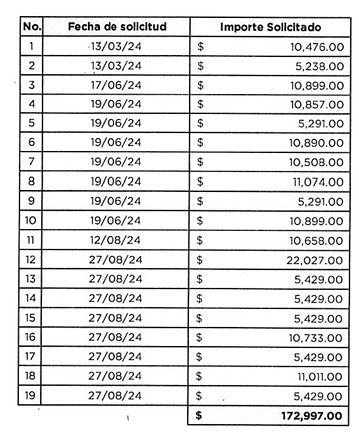 No. Fecha de solicitud Importe Solicitado
1 13/03/24 $ 10,476.00
2 13/03/24 $ 5,238.00
3 17/06/24 $ 10,899.00
4 19/06/24 $ 10,857.00
5 19/06/24 $ 5,291.00
6 19/06/24 $ 10,890.00
7 19/06/24 $ 10,508.00
8 19/06/24 $ 11,074.00
9 19/06/24 $ 5,291.00
10 19/06/24 $ 10,899.00
11 12/08/24 $ 10,658.00
12 27/08/24 $ 22,027.00
13 27/08/24 $ 5,429.00
14 27/08/24 $ 5,429.00
15 27/08/24 $ 5,429.00
16 27/08/24 $ 10,733.00
17 27/08/24 $ 5,429.00
18 27/08/24 $ 11,011.00
19 27/08/24 $ 5,429.00
$ 172,997.00